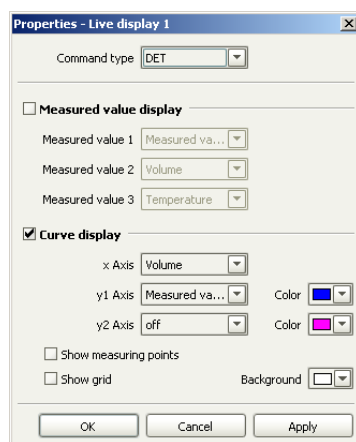 Properties - Live display 1
Command type DET
Measured value display
Measured value 1 Measured va...
Measured value 2 Volume
Measured value 3 Temperature
Curve display
x Axis Volume
y1 Axis Measured va... Color
y2 Axis off Color
Show measuring points
Show grid Background
OK Cancel Apply